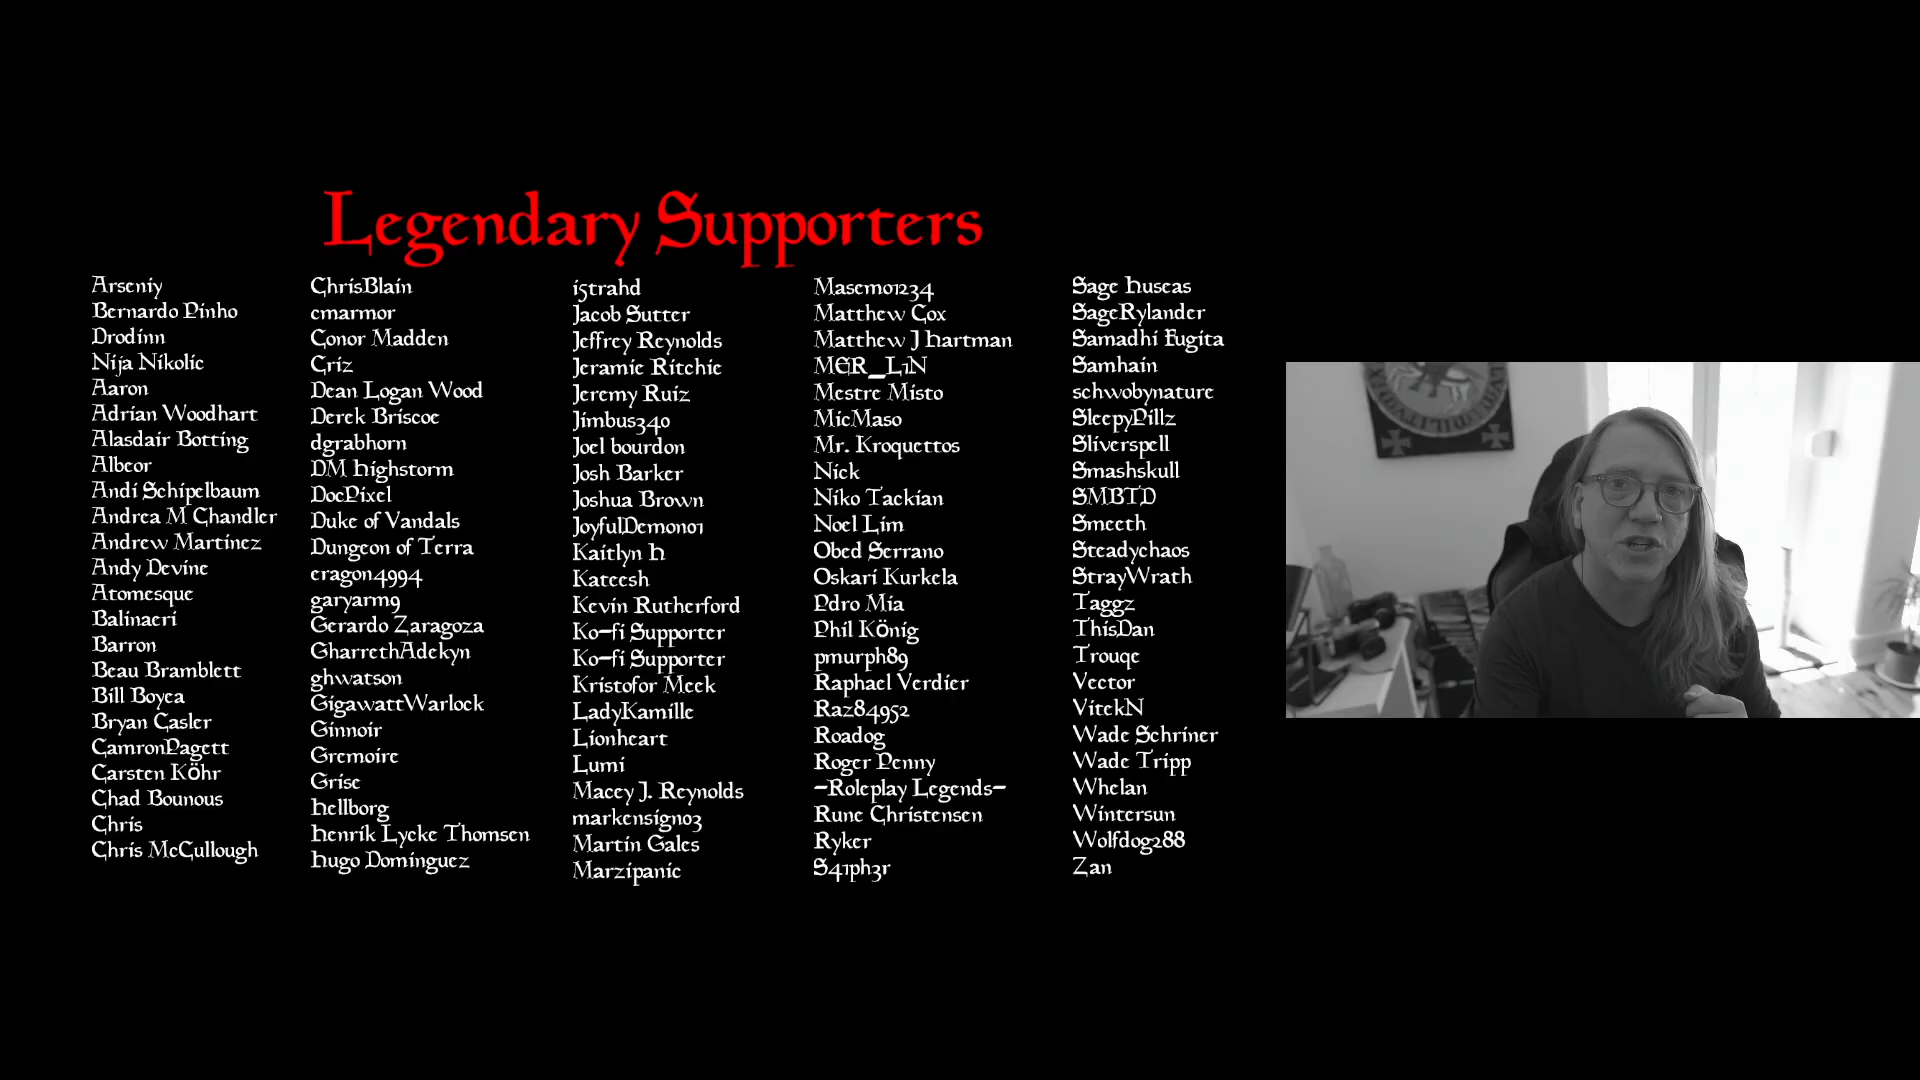 Legendary Supporters
Arseniy
Bernardo Pinho
Drodinn
Nija Nikolic
Aaron
Adrian Woodhart
Alasdair Botting
Albeor
Andi Schipelbaum
Andrea M Chandler
Andrew Martinez
Andy Devine
Atomesque
Balinaeri
Barron
Beau Bramblett
Bill Boyea
Bryan Casler
CamronPagett
Carsten Köhr
Chad Bounous
Chris
Chris McCullough
ChrisBlain
cmarmor
Conor Madden
Criz
Dean Logan Wood
Derek Briscoe
dgrabhorn
DM Highstorm
DocPixel
Duke of Vandals
Dungeon of Terra
eragon4994
garyarm9
Gerardo Zaragoza
GharrethAdekyn
ghwatson
GigawattWarlock
Ginnoir
Gremoire
Grise
Hellborg
Henrik Lycke Thomsen
Hugo Dominguez
i5trahd
Jacob Sutter
Jeffrey Reynolds
Jeramie Ritchie
Jeremy Ruiz
Jimbus340
Joel bourdon
Josh Barker
Joshua Brown
JoyfulDemon01
Kaitlyn H
Kateesh
Kevin Rutherford
Ko-fi Supporter
Ko-fi Supporter
Kristofor Meek
LadyKamille
Lionheart
Lumi
Macey J. Reynolds
markensign03
Martin Gales
Marzipanic
Masemo1234
Matthew Cox
Matthew J Hartman
MER_L1N
Mestre Misto
MicMaso
Mr. Kroquettos
Nick
Niko Tackian
Noel Lim
Obed Serrano
Oskari Kurkela
Pdro Mia
Phil König
pmurph89
Raphael Verdier
Raz84952
Roadog
Roger Penny
-Roleplay Legends-
Rune Christensen
Ryker
S41ph3r
Sage Huseas
SageRylander
Samadhi Fugita
Samhain
schwobynature
SleepyPillz
Sliverspell
Smashskull
SMBTD
Smeeth
Steadychaos
StrayWrath
Taggz
ThisDan
Trouqe
Vector
VitekN
Wade Schriner
Wade Tripp
Whelan
Wintersun
Wolfdog288
Zan